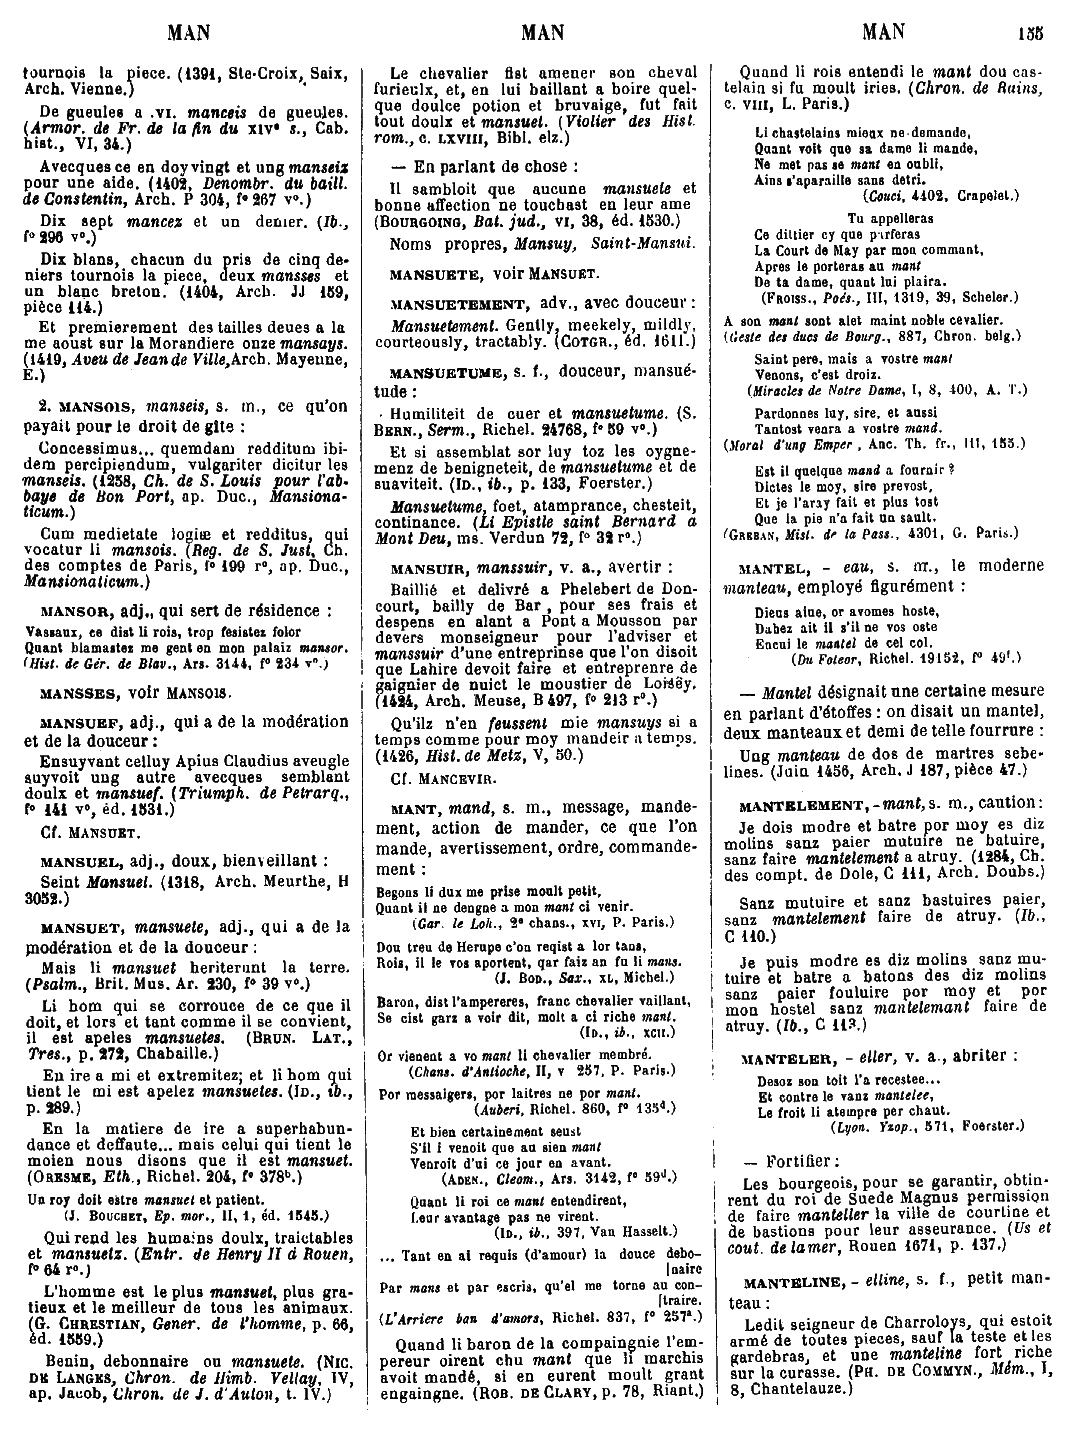 MAN
MAN
MAN
155
tournois la piece. (1391, Ste-Croix, Saix,
Arch. Vienne.)
De gueules a .VI. manceis de gueules.
(Armor. de Fr. de la fin du XIVe s., Cab.
hist., VI, 34.)
Avecques ce en doy vingt et ung manseiz
pour une aide. (1402, Denombr. du baill.
de Constentin, Arch. P 304, fo 267 vo.)
Dix sept mancez et un denier. (Ib.,
fo 296 vo.)
Dix blans, chacun du pris de cinq de-
niers tournois la piece, deux mansses et
un blanc breton. (1404, Arch. JJ 159,
pièce 114.)
Et premierement des tailles deues a la
me aoust sur la Morandiere onze mansays.
(1419, Aveu de Jean de Ville, Arch. Mayenne,
E.)
2. MANSOIS, manseis, s. m., ce qu'on
payait pour le droit de gîte :
Concessimus... quemdam redditum ibi-
dem percipiendum, vulgariter dicitur les
manseis. (1258, Ch. de S. Louis pour l'ab-
baye de Bon Port, ap. Duc., Mansiona-
ticum.)
Cum medietate logiæ et redditus, qui
vocatur li mansois. (Reg. de S. Just, Ch.
des comptes de Paris, fo 199 ro, ap. Duc.,
Mansionaticum.)
MANSOR, adj., qui sert de résidence :
Vassaux, ce dist li rois, trop fesistez folor
Quant blamastez me gent en mon palaiz mansor.
(Hist. de Gér. de Blav., Ars. 3144, fo 234 vo.)
MANSSES, voir MANSOIS.
MANSUEF, adj., qui a de la modération
et de la douceur :
Ensuyvant celluy Apius Claudius aveugle
suyvoit ung autre avecques semblant
doulx et mansuef. (Triumph. de Petrarq.,
fo 141 vo, éd. 1531.)
Cf. MANSUET.
MANSUEL, adj., doux, bienveillant :
Seint Mansuel. (1318, Arch. Meurthe, H
3052.)
MANSUET, mansuete, adj., qui a de la
modération et de la douceur :
Mais li mansuet heriterunt la terre.
(Psalm., Brit. Mus. Ar. 230, fo 39 vo.)
Li hom qui se corrouce de ce que il
doit, et lors et tant comme il se convient,
il est apeles mansuetes. (BRUN. LAT.,
Tres., p. 272, Chabaille.)
En ire a mi et extremitez; et li hom qui
tient le mi est apelez mansuetes. (ID., ib.,
p. 289.)
En la matiere de ire a superhabun-
dance et deffaute... mais celui qui tient le
moien nous disons que il est mansuet.
(ORESME, Eth., Richel. 204, fo 378b.)
Un roy doit estre mansuet et patient.
(J. BOUCHET, Ep. mor., II, 1, éd. 1545.)
Qui rend les humains doulx, traictables
et mansuetz. (Entr. de Henry II à Rouen,
fo 64 ro.)
L'homme est le plus mansuet, plus gra-
tieux et le meilleur de tous les animaux.
(G. CHRESTIAN, Gener. de l'homme, p. 66,
éd. 1559.)
Benin, debonnaire ou mansuete. (NIC.
DE LANGES, Chron. de Himb. Vellay, IV,
ap. Jacob, Chron. de J. d'Auton, t. IV.)
Le chevalier fist amener son cheval
furieulx, et, en lui baillant a boire quel-
que doulce potion et bruvaige, fut fait
tout doulx et mansuet. (Violier des Hist.
rom., c. LXVIII, Bibl. elz.)
— En parlant de chose :
Il sambloit que aucune mansuete et
bonne affection ne touchast en leur ame
(BOURGOING, Bat. jud., VI, 38, éd. 1530.)
Noms propres, Mansuy, Saint-Mansui.
MANSUETE, voir MANSUET.
MANSUETEMENT, adv., avec douceur :
Mansuetement. Gently, meekely, mildly,
courteously, tractably. (COTGR., éd. 1611.)
MANSUETUME, s. f., douceur, mansué-
tude :
Humiliteit de cuer et mansuetume. (S.
BERN., Serm., Richel. 24768, fo 59 vo.)
Et si assemblat sor luy toz les oygne-
menz de benigneteit, de mansuetume et de
suaviteit. (ID., ib., p. 133, Foerster.)
Mansuetume, foet, atamprance, chesteit,
continance. (Li Epistle saint Bernard a
Mont Deu, ms. Verdun 72, fo 32 ro.)
MANSUIR, manssuir, v. a., avertir :
Baillié et delivré a Phelebert de Don-
court, bailly de Bar, pour ses frais et
despens en alant a Pont a Mousson par
devers monseigneur pour l'adviser et
manssuir d'une entreprinse que l'on disoit
que Lahire devoit faire et entreprenre de
gaignier de nuict le moustier de Loisëy.
(1424, Arch. Meuse, B 497, fo 213 ro.)
Qu'ilz n'en feussent mie mansuys si a
temps comme pour moy mandeir a temps.
(1426, Hist. de Metz, V, 50.)
Cf. MANCEVIR.
MANT, mand, s. m., message, mande-
ment, action de mander, ce que l'on
mande, avertissement, ordre, commande-
ment :
Begons li dux me prise moult petit,
Quant il ne dengne a mon mant ci venir.
(Gar. le Loh., 2e chans., XVI, P. Paris.)
Dou treu de Herupe c'on reqist a lor tans,
Rois, il le vos aportent, qar faiz an fu li mans.
(J. BOD., Sax., XL, Michel.)
Baron, dist l'ampereres, franc chevalier vaillant,
Se cist garz a voir dit, molt a ci riche mant.
(ID., ib., XCII.)
Or vienent a vo mant li chevalier membré.
(Chans. d'Antioche, II, v 257, P. Paris.)
Por messaigers, por laitres ne por mant.
(Auberi, Richel. 860, fo 135d.)
Et bien certainement seust
S'il i venoit que au sien mant
Venroit d'ui ce jour en avant.
(ADEN., Cleom., Ars. 3142, fo 59d.)
Quant li roi ce mant entendirent,
Leur avantage pas ne virent.
(ID., ib., 397, Van Hasselt.)
... Tant en ai requis (d'amour) la douce debo-
[naire
Par mans et par escris, qu'el me torne au con-
[traire.
(L'Arriere ban d'amors, Richel. 837, fo 257a.)
Quand li baron de la compaingnie l'em-
pereur oirent chu mant que li marchis
avoit mandé, si en eurent moult grant
engaingne. (ROB. DE CLARY, p. 78, Riant.)
Quand li rois entendi le mant dou cas-
telain si fu moult iries. (Chron. de Rains,
c. VIII, L. Paris.)
Li chastelains mieux ne demande,
Quant voit que sa dame li mande,
Ne met pas se mant en oubli,
Ains s'aparaille sans detri.
(Couci, 4402, Crapelet.)
Tu appelleras
Ce dittier cy que parferas
La Court de May par mon commant,
Apres le porteras au mant
De ta dame, quant lui plaira.
(FROISS., Poés., III, 1319, 39, Scheler.)
A son mant sont alet maint noble cevalier.
(Geste des ducs de Bourg., 887, Chron. belg.)
Saint pere, mais a vostre mant
Venons, c'est droiz.
(Miracles de Notre Dame, I, 8, 400, A. T.)
Pardonnes luy, sire, et aussi
Tantost venra a vostre mand.
(Moral d'ung Emper, Anc. Th. fr., III, 153.)
Est il quelque mand a fournir ?
Dictes le moy, sire prevost,
Et je l'aray fait et plus tost
Que la pie n'a fait un sault.
(GREBAN, Mist. de la Pass., 4301, G. Paris.)
MANTEL, - eau, s. m., le moderne
manteau, employé figurément :
Dieus aiue, or avomes hoste,
Dahez ait il s'il ne vos oste
Encui le mantel de cel col.
(Du Foteor, Richel. 19152, fo 49f.)
— Mantel désignait une certaine mesure
en parlant d'étoffes : on disait un mantel,
deux manteaux et demi de telle fourrure :
Ung manteau de dos de martres sebe-
lines. (Juin 1456, Arch. J 187, pièce 47.)
MANTELEMENT, - mant, s. m., caution :
Je dois modre et batre por moy es diz
molins sanz paier mutuire ne batuire,
sanz faire mantelement a atruy. (1284, Ch.
des compt. de Dole, C 111, Arch. Doubs.)
Sanz mutuire et sanz bastuires paier,
sanz mantelement faire de atruy. (Ib.,
C 110.)
Je puis modre es diz molins sanz mu-
tuire et batre a batons des diz molins
sanz paier fouluire por moy et por
mon hostel sanz mantelemant faire de
atruy. (Ib., C 113.)
MANTELER, - eller, v. a., abriter :
Desoz son toit l'a recestee...
Et contre le vanz mantelee,
Le froit li atempre per chaut.
(Lyon. Yzop., 571, Foerster.)
— Fortifier :
Les bourgeois, pour se garantir, obtin-
rent du roi de Suede Magnus permission
de faire manteller la ville de courtine et
de bastions pour leur asseurance. (Us et
cout. de la mer, Rouen 1671, p. 137.)
MANTELINE, - elline, s. f., petit man-
teau :
Ledit seigneur de Charroloys, qui estoit
armé de toutes pieces, sauf la teste et les
gardebras, et une manteline fort riche
sur la curasse. (PH. DE COMMYN., Mém., I,
8, Chantelauze.)